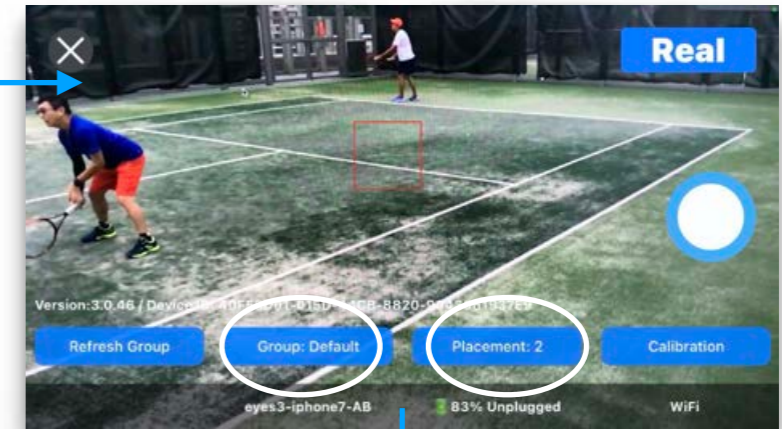 Real
Version:3.0.46 / Device
Refresh Group
Group: Default
Placement: 2
Calibration
eyes3-iphone7-AB
83% Unplugged
WiFi